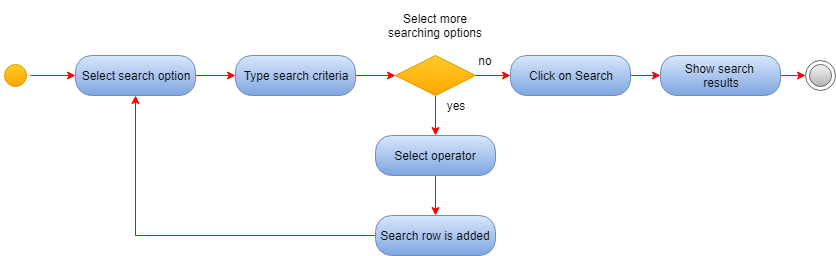 Select more
searching options
Select search option
Type search criteria
no
Click on Search
Show search
results
yes
Select operator
Search row is added